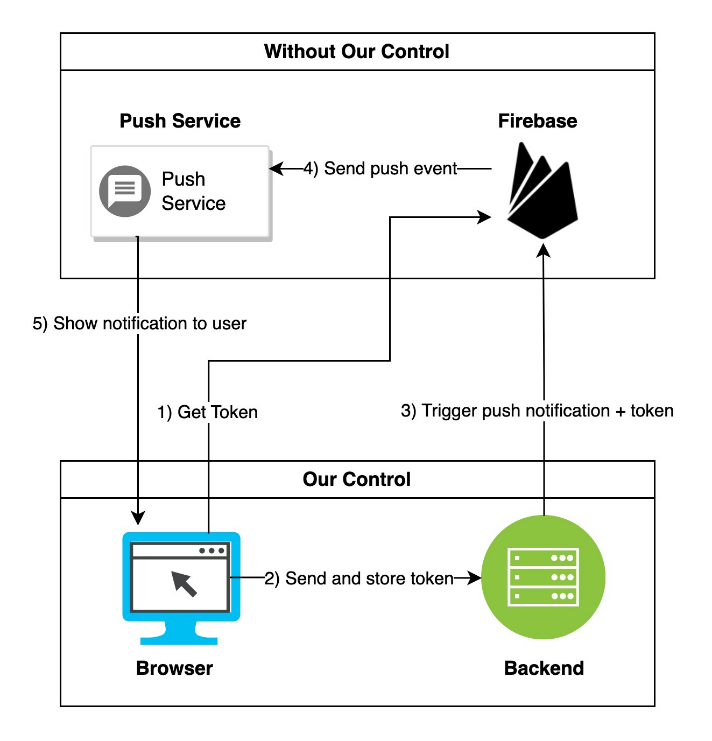 Without Our Control
Push Service
Firebase
Push
Service
4) Send push event
5) Show notification to user
1) Get Token
3) Trigger push notification + token
Our Control
2) Send and store token
Browser
Backend